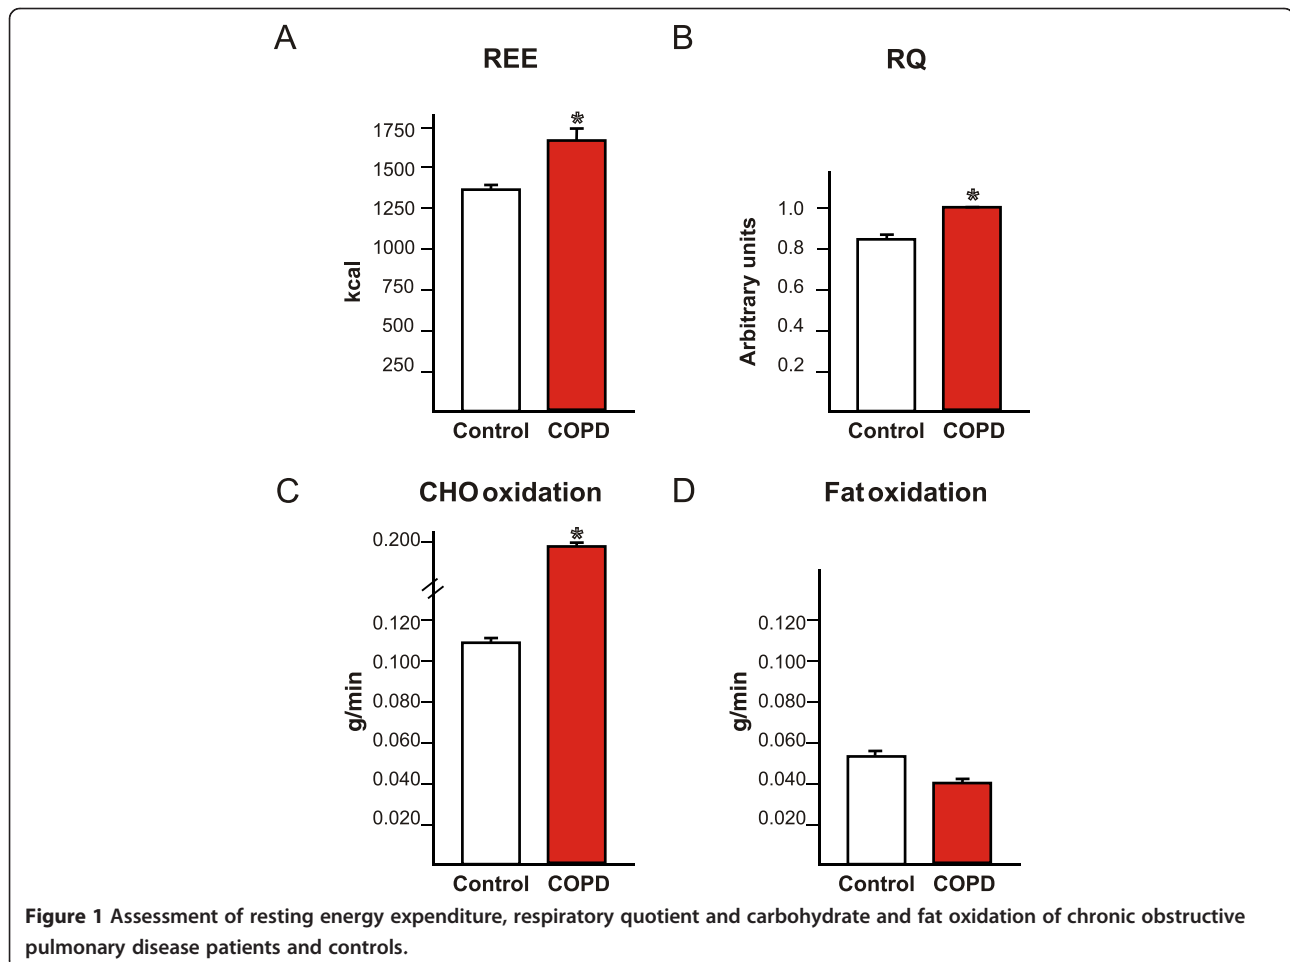 A
REE
*
1750
1500
1250
1000
750
500
250
kcal
Control COPD
B
RQ
*
1.0
0.8
0.6
0.4
0.2
Arbitrary units
Control COPD
C
CHO oxidation
*
0.200
0.120
0.100
0.080
0.060
0.040
0.020
g/min
Control COPD
D
Fat oxidation
0.120
0.100
0.080
0.060
0.040
0.020
g/min
Control COPD
Figure 1 Assessment of resting energy expenditure, respiratory quotient and carbohydrate and fat oxidation of chronic obstructive
pulmonary disease patients and controls.